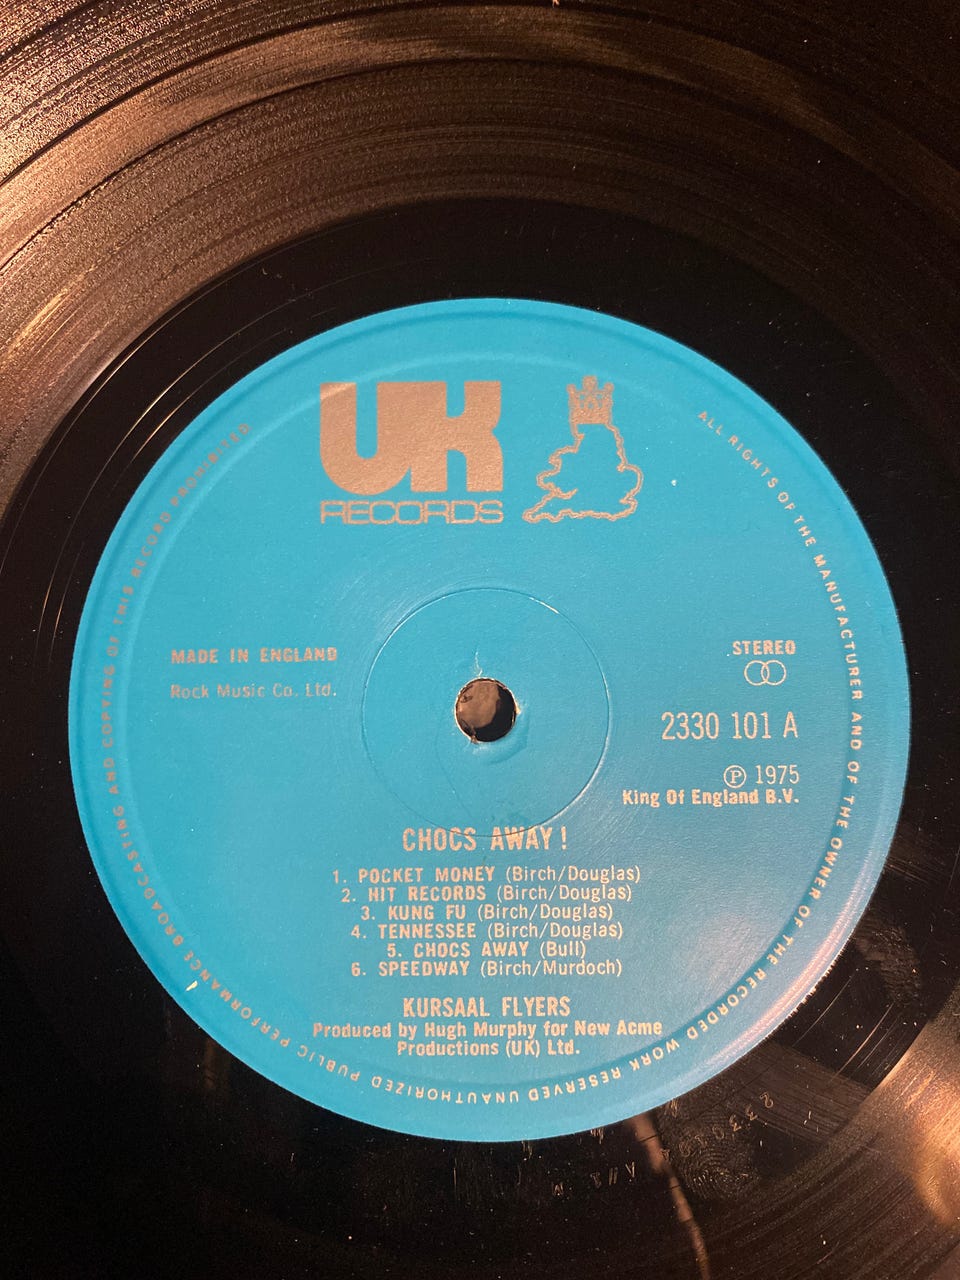 UK
RECORDS
ALL RIGHTS OF THE MANUFACTURER AND OF THE OWNER OF THE RECORDED WORK RESERVED UNAUTHORIZED PUBLIC PERFORMANCE BROADCASTING AND COPYING OF THIS RECORD PROHIBITED
MADE IN ENGLAND
Rock Music Co. Ltd.
STEREO
2330 101 A
℗ 1975
King Of England B.V.
CHOCS AWAY!
1. POCKET MONEY (Birch/Douglas)
2. HIT RECORDS (Birch/Douglas)
3. KUNG FU (Birch/Douglas)
4. TENNESSEE (Birch/Douglas)
5. CHOCS AWAY (Bull)
6. SPEEDWAY (Birch/Murdoch)
KURSAAL FLYERS
Produced by Hugh Murphy for New Acme
Productions (UK) Ltd.